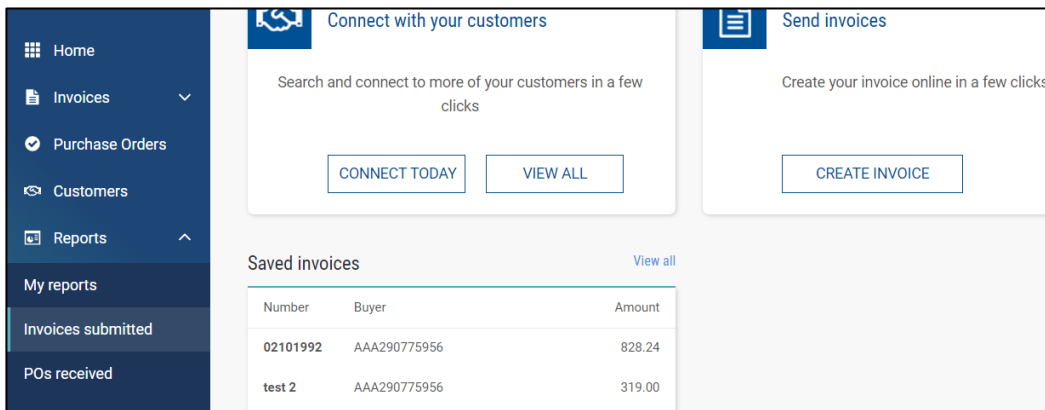 Home
Invoices
Purchase Orders
Customers
Reports
My reports
Invoices submitted
POs received
Connect with your customers
Search and connect to more of your customers in a few
clicks
CONNECT TODAY VIEW ALL
Send invoices
Create your invoice online in a few clicks
CREATE INVOICE
Saved invoices View all
Number Buyer Amount
02101992 AAA290775956 828.24
test 2 AAA290775956 319.00